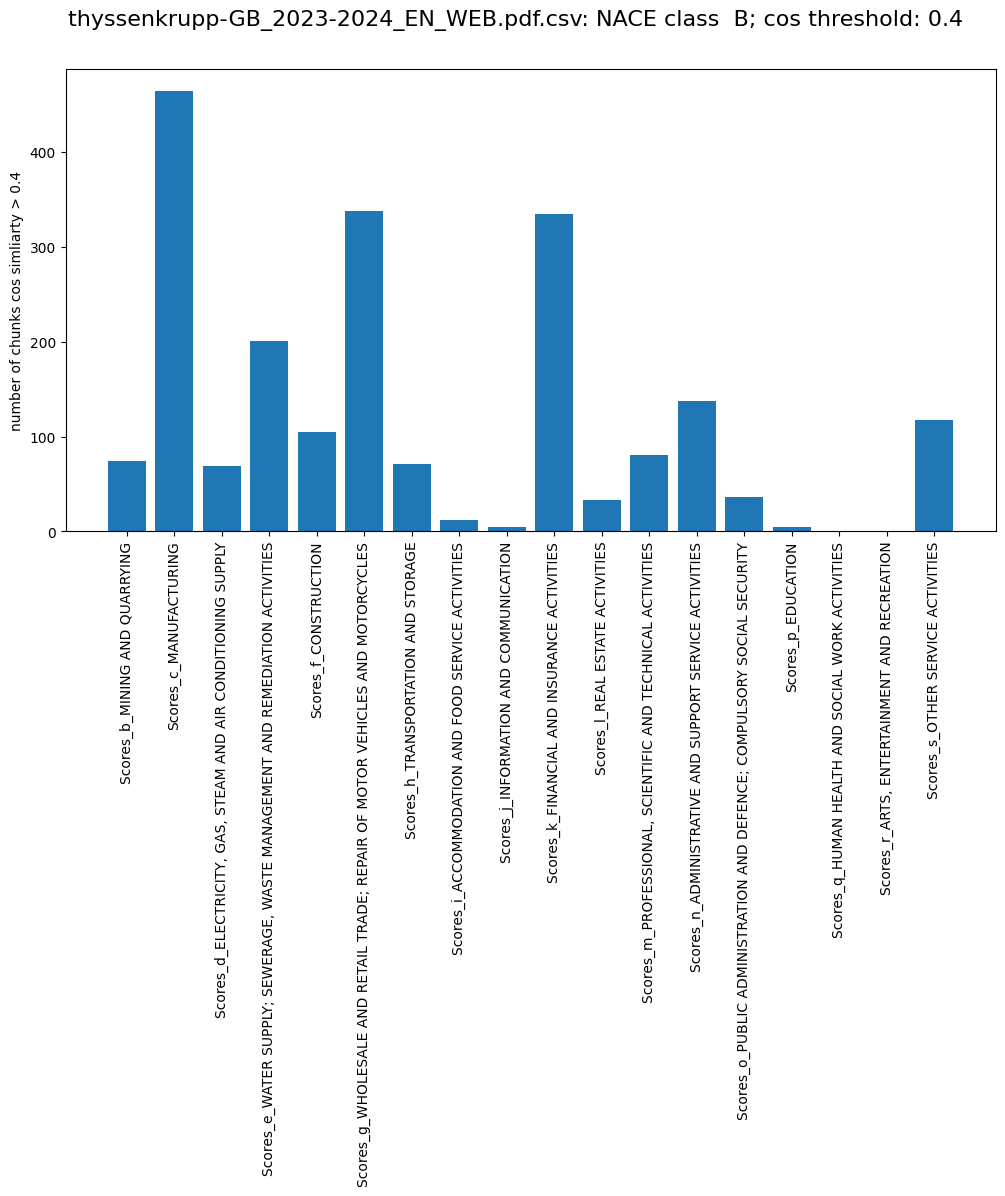 thyssenkrupp-GB_2023-2024_EN_WEB.pdf.csv: NACE class  B; cos threshold: 0.4
number of chunks cos simliarty > 0.4
400
300
200
100
0
Scores_b_MINING AND QUARRYING
Scores_c_MANUFACTURING
Scores_d_ELECTRICITY, GAS, STEAM AND AIR CONDITIONING SUPPLY
Scores_e_WATER SUPPLY; SEWERAGE, WASTE MANAGEMENT AND REMEDIATION ACTIVITIES
Scores_f_CONSTRUCTION
Scores_g_WHOLESALE AND RETAIL TRADE; REPAIR OF MOTOR VEHICLES AND MOTORCYCLES
Scores_h_TRANSPORTATION AND STORAGE
Scores_i_ACCOMMODATION AND FOOD SERVICE ACTIVITIES
Scores_j_INFORMATION AND COMMUNICATION
Scores_k_FINANCIAL AND INSURANCE ACTIVITIES
Scores_l_REAL ESTATE ACTIVITIES
Scores_m_PROFESSIONAL, SCIENTIFIC AND TECHNICAL ACTIVITIES
Scores_n_ADMINISTRATIVE AND SUPPORT SERVICE ACTIVITIES
Scores_o_PUBLIC ADMINISTRATION AND DEFENCE; COMPULSORY SOCIAL SECURITY
Scores_p_EDUCATION
Scores_q_HUMAN HEALTH AND SOCIAL WORK ACTIVITIES
Scores_r_ARTS, ENTERTAINMENT AND RECREATION
Scores_s_OTHER SERVICE ACTIVITIES